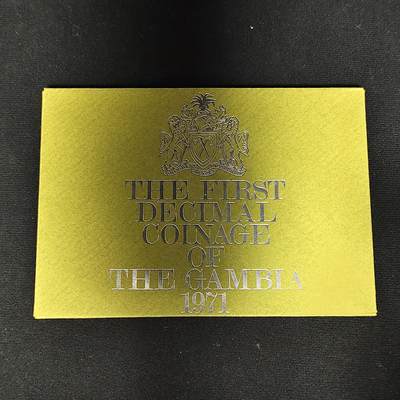 THE FIRST
DECIMAL
COINAGE
OF
THE GAMBIA
1971